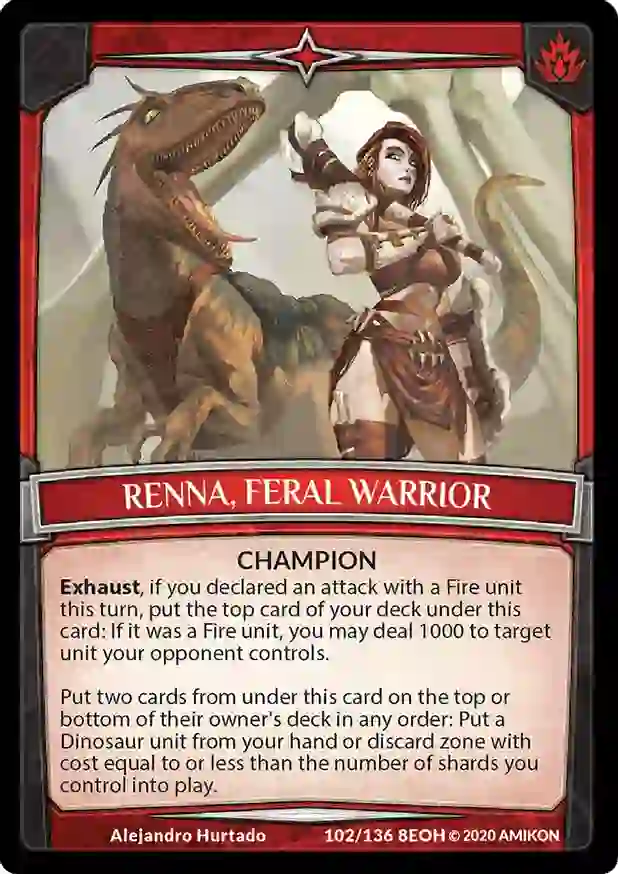 RENNA, FERAL WARRIOR
CHAMPION
Exhaust, if you declared an attack with a Fire unit
this turn, put the top card of your deck under this
card: If it was a Fire unit, you may deal 1000 to target
unit your opponent controls.
Put two cards from under this card on the top or
bottom of their owner's deck in any order: Put a
Dinosaur unit from your hand or discard zone with
cost equal to or less than the number of shards you
control into play.
Alejandro Hurtado 102/136 8EOH © 2020 AMIKON